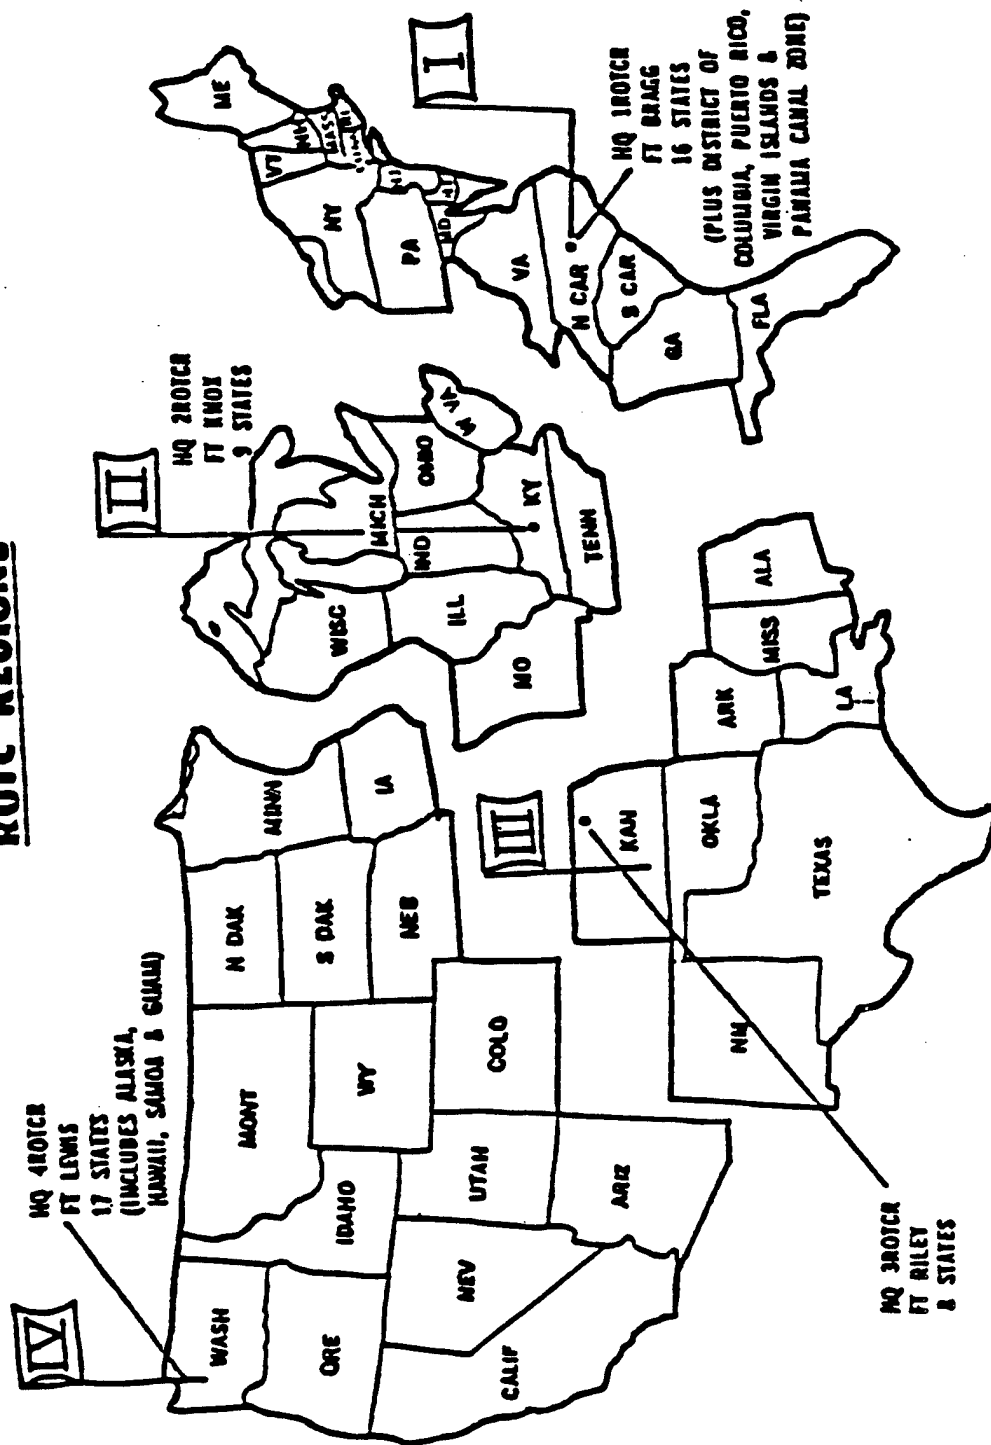 ROTC REGIONS
IV
HQ 4ROTCR
FT LEWIS
17 STATES
(INCLUDES ALASKA,
HAWAII, SAMOA & GUAM)
WASH
ORE
CALIF
NEV
IDAHO
MONT
WY
UTAH
ARIZ
COLO
N DAK
S DAK
NEB
MINN
IA
II
HQ 2ROTCR
FT KNOX
9 STATES
WISC
MICH
ILL
IND
OHIO
W VA
KY
TENN
MO
III
HQ 3ROTCR
FT RILEY
8 STATES
KAN
OKLA
TEXAS
NM
ARK
LA
MISS
ALA
I
HQ 1ROTCR
FT BRAGG
16 STATES
(PLUS DISTRICT OF
COLUMBIA, PUERTO RICO,
VIRGIN ISLANDS &
PANAMA CANAL ZONE)
ME
VT
NH
MASS
NY
PA
NJ
MD
VA
N CAR
S CAR
GA
FLA